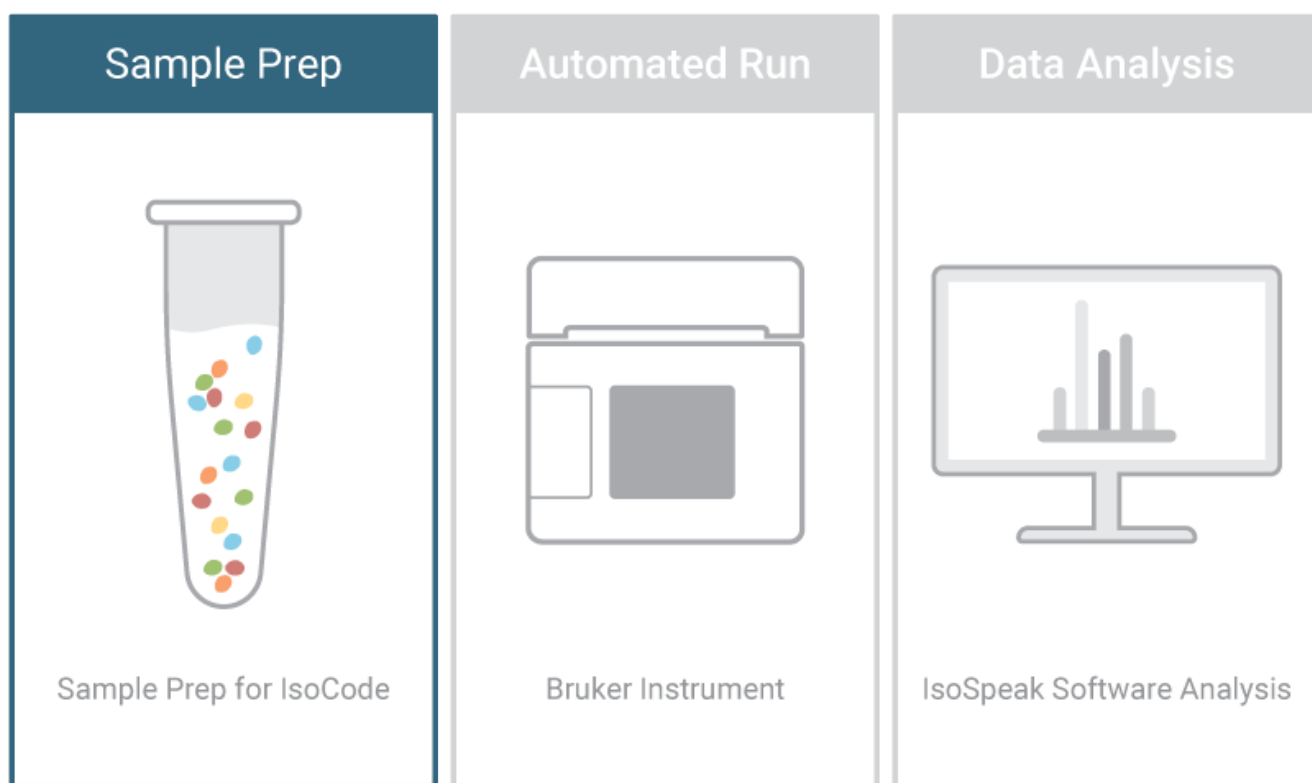 Sample Prep
Automated Run
Data Analysis
Sample Prep for IsoCode
Bruker Instrument
IsoSpeak Software Analysis